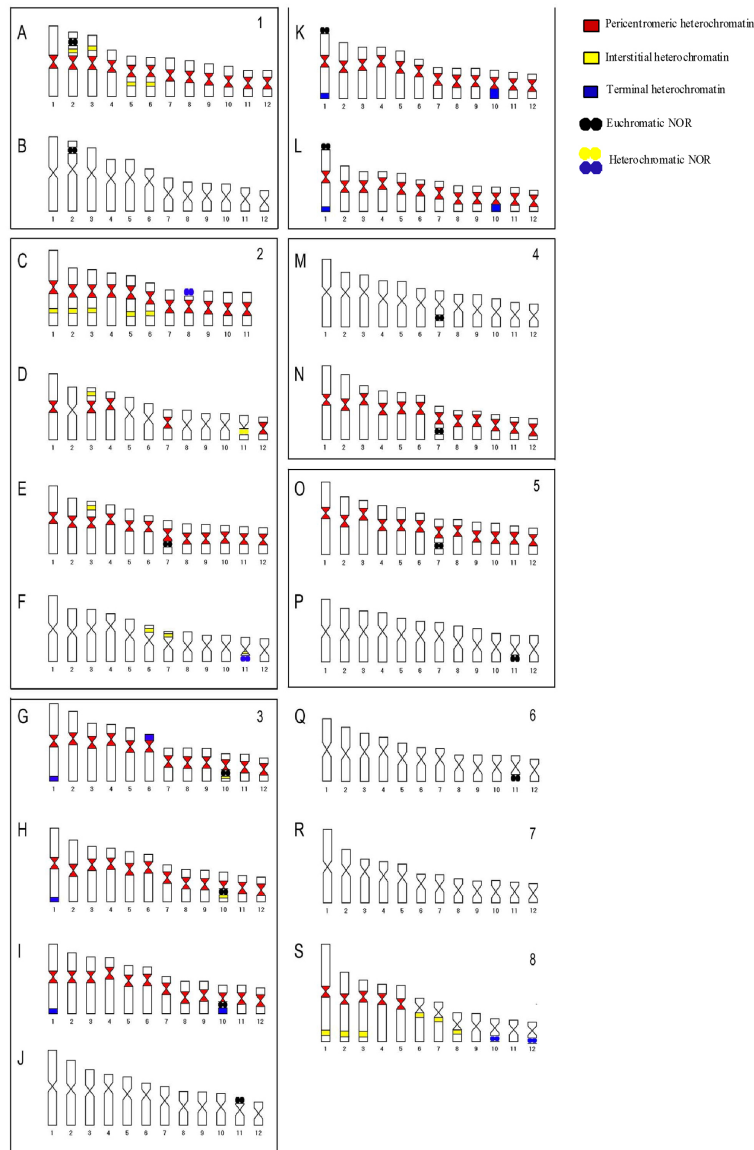 A 1
1 2 3 4 5 6 7 8 9 10 11 12
B
1 2 3 4 5 6 7 8 9 10 11 12
C 2
1 2 3 4 5 6 7 8 9 10 11
D
1 2 3 4 5 6 7 8 9 10 11 12
E
1 2 3 4 5 6 7 8 9 10 11 12
F
1 2 3 4 5 6 7 8 9 10 11 12
G 3
1 2 3 4 5 6 7 8 9 10 11 12
H
1 2 3 4 5 6 7 8 9 10 11 12
I
1 2 3 4 5 6 7 8 9 10 11 12
J
1 2 3 4 5 6 7 8 9 10 11 12
K
1 2 3 4 5 6 7 8 9 10 11 12
L
1 2 3 4 5 6 7 8 9 10 11 12
M 4
1 2 3 4 5 6 7 8 9 10 11 12
N
1 2 3 4 5 6 7 8 9 10 11 12
O 5
1 2 3 4 5 6 7 8 9 10 11 12
P
1 2 3 4 5 6 7 8 9 10 11 12
Q 6
1 2 3 4 5 6 7 8 9 10 11 12
R 7
1 2 3 4 5 6 7 8 9 10 11 12
S 8
1 2 3 4 5 6 7 8 9 10 11 12
Pericentromeric heterochromatin
Interstitial heterochromatin
Terminal heterochromatin
Euchromatic NOR
Heterochromatic NOR